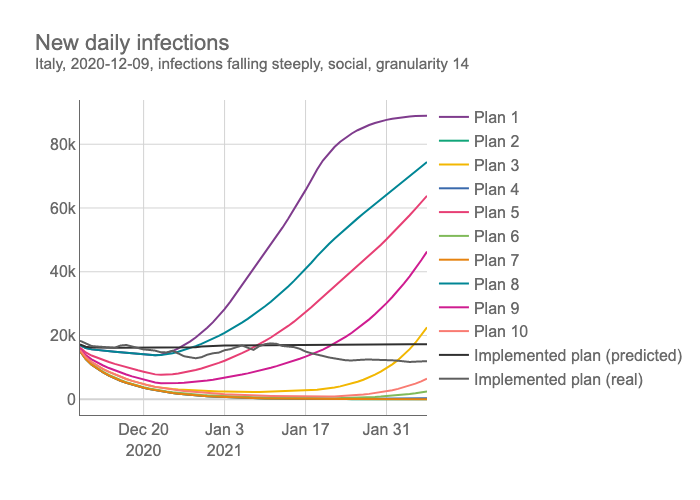 New daily infections
Italy, 2020-12-09, infections falling steeply, social, granularity 14
80k
60k
40k
20k
0
Dec 20
2020
Jan 3
2021
Jan 17
Jan 31
Plan 1
Plan 2
Plan 3
Plan 4
Plan 5
Plan 6
Plan 7
Plan 8
Plan 9
Plan 10
Implemented plan (predicted)
Implemented plan (real)